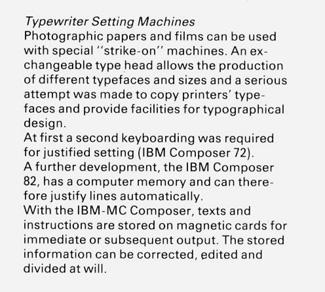 Typewriter Setting Machines
Photographic papers and films can be used
with special "strike-on" machines. An ex-
changeable type head allows the production
of different typefaces and sizes and a serious
attempt was made to copy printers' type-
faces and provide facilities for typographical
design.
At first a second keyboarding was required
for justified setting (IBM Composer 72).
A further development, the IBM Composer
82, has a computer memory and can there-
fore justify lines automatically.
With the IBM-MC Composer, texts and
instructions are stored on magnetic cards for
immediate or subsequent output. The stored
information can be corrected, edited and
divided at will.